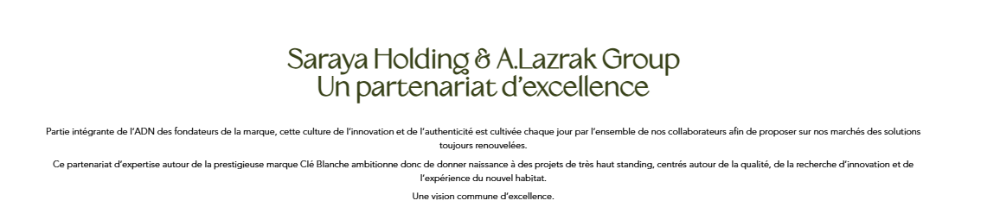 Saraya Holding & A.Lazrak Group
Un partenariat d’excellence
Partie intégrante de l’ADN des fondateurs de la marque, cette culture de l’innovation et de l’authenticité est cultivée chaque jour par l’ensemble de nos collaborateurs afin de proposer sur nos marchés des solutions
toujours renouvelées.
Ce partenariat d’expertise autour de la prestigieuse marque Clé Blanche ambitionne donc de donner naissance à des projets de très haut standing, centrés autour de la qualité, de la recherche d’innovation et de
l’expérience du nouvel habitat.
Une vision commune d’excellence.